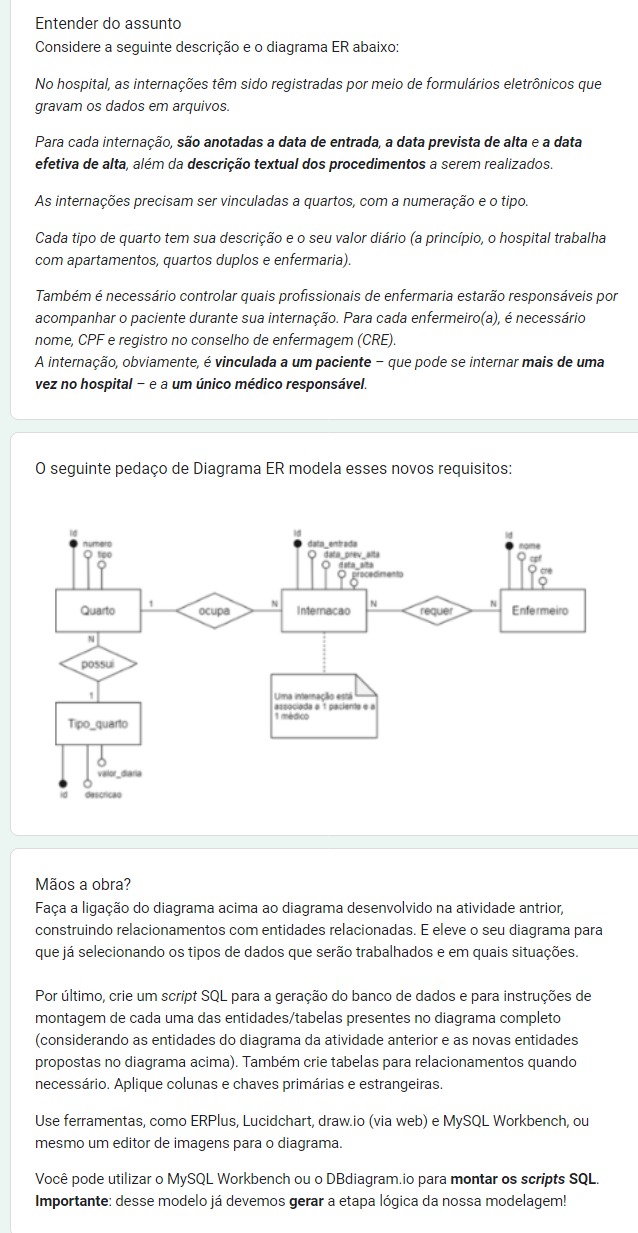 Entender do assunto
Considere a seguinte descrição e o diagrama ER abaixo:
No hospital, as internações têm sido registradas por meio de formulários eletrônicos que
gravam os dados em arquivos.
Para cada internação, são anotadas a data de entrada, a data prevista de alta e a data
efetiva de alta, além da descrição textual dos procedimentos a serem realizados.
As internações precisam ser vinculadas a quartos, com a numeração e o tipo.
Cada tipo de quarto tem sua descrição e o seu valor diário (a princípio, o hospital trabalha
com apartamentos, quartos duplos e enfermaria).
Também é necessário controlar quais profissionais de enfermaria estarão responsáveis por
acompanhar o paciente durante sua internação. Para cada enfermeiro(a), é necessário
nome, CPF e registro no conselho de enfermagem (CRE).
A internação, obviamente, é vinculada a um paciente – que pode se internar mais de uma
vez no hospital – e a um único médico responsável.
O seguinte pedaço de Diagrama ER modela esses novos requisitos:
id
numero
tipo
id
data_entrada
data_prev_alta
data_alta
procedimento
id
nome
cpf
cre
Quarto
1
ocupa
N
Internacao
N
requer
N
Enfermeiro
N
possui
1
Tipo_quarto
valor_diaria
id
descricao
Uma internação está
associada a 1 paciente e a
1 médico
Mãos a obra?
Faça a ligação do diagrama acima ao diagrama desenvolvido na atividade antrior,
construindo relacionamentos com entidades relacionadas. E eleve o seu diagrama para
que já selecionando os tipos de dados que serão trabalhados e em quais situações.
Por último, crie um script SQL para a geração do banco de dados e para instruções de
montagem de cada uma das entidades/tabelas presentes no diagrama completo
(considerando as entidades do diagrama da atividade anterior e as novas entidades
propostas no diagrama acima). Também crie tabelas para relacionamentos quando
necessário. Aplique colunas e chaves primárias e estrangeiras.
Use ferramentas, como ERPlus, Lucidchart, draw.io (via web) e MySQL Workbench, ou
mesmo um editor de imagens para o diagrama.
Você pode utilizar o MySQL Workbench ou o DBdiagram.io para montar os scripts SQL.
Importante: desse modelo já devemos gerar a etapa lógica da nossa modelagem!